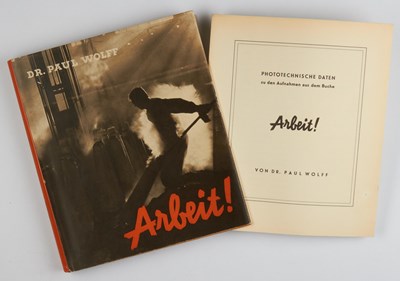 DR. PAUL WOLFF
Arbeit!
PHOTOTECHNISCHE DATEN
zu den Aufnahmen aus dem Buche
Arbeit!
VON DR. PAUL WOLFF